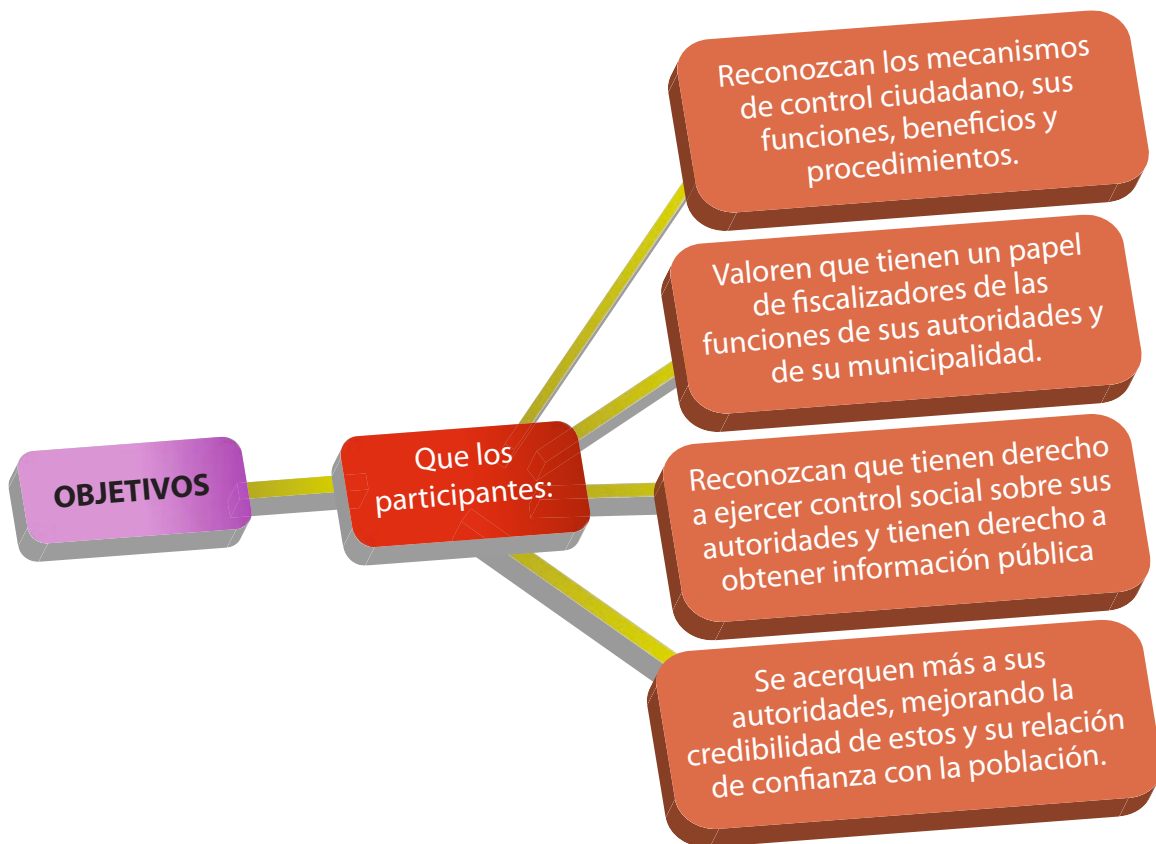 OBJETIVOS
Que los
participantes:
Reconozcan los mecanismos
de control ciudadano, sus
funciones, beneficios y
procedimientos.
Valoren que tienen un papel
de fiscalizadores de las
funciones de sus autoridades y
de su municipalidad.
Reconozcan que tienen derecho
a ejercer control social sobre sus
autoridades y tienen derecho a
obtener información pública
Se acerquen más a sus
autoridades, mejorando la
credibilidad de estos y su relación
de confianza con la población.